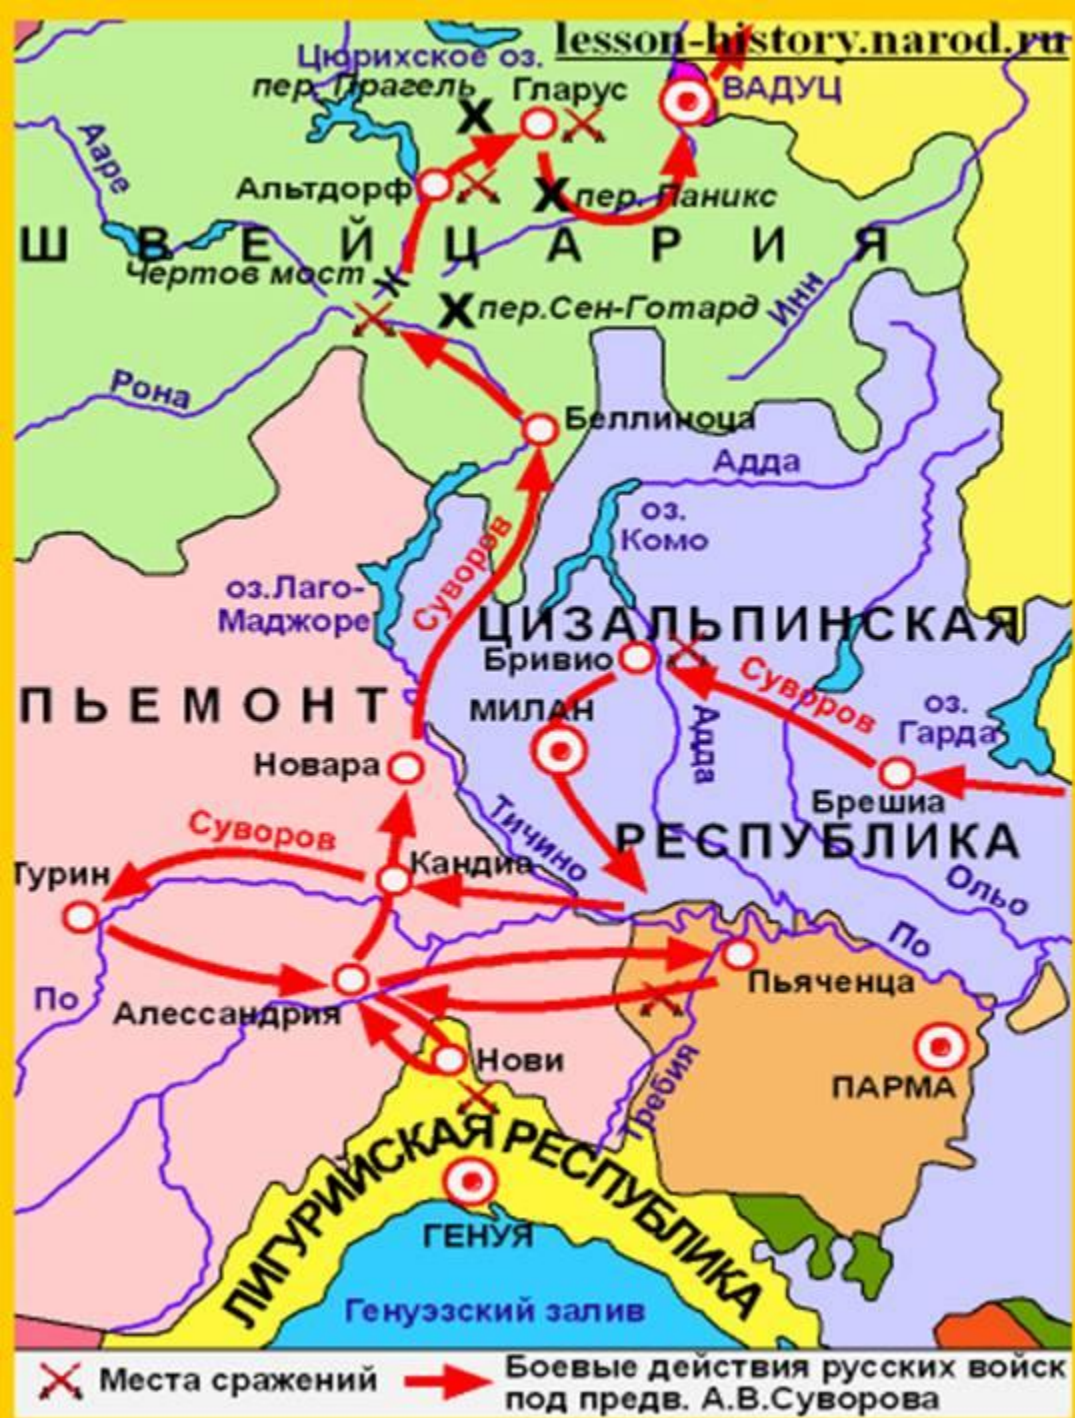 lesson-history.narod.ru
Цюрихское оз.
пер. Прагель
Гларус
ВАДУЦ
Ааре
Альтдорф
пер. Паникс
ШВЕЙЦАРИЯ
Чертов мост
пер.Сен-Готард
Инн
Рона
Беллиноца
Адда
оз.
Комо
Суворов
оз.Лаго-
Маджоре
ЦИЗАЛЬПИНСКАЯ
Бривио
Суворов
ПЬЕМОНТ
МИЛАН
Адда
оз.
Гарда
Новара
Брешиа
Тичино
Суворов
РЕСПУБЛИКА
Турин
Кандиа
Ольо
По
Пьяченца
По
Алессандрия
Нови
Требия
ПАРМА
ЛИГУРИЙСКАЯ РЕСПУБЛИКА
ГЕНУЯ
Генуэзский залив
Места сражений
Боевые действия русских войск
под предв. А.В.Суворова